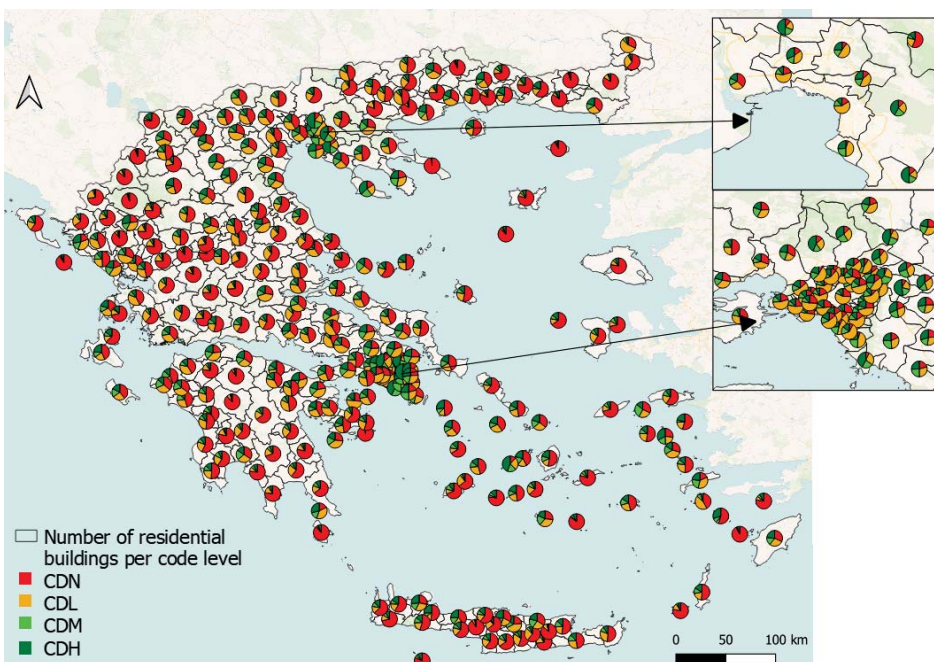 Number of residential
buildings per code level
CDN
CDL
CDM
CDH
0 50 100 km